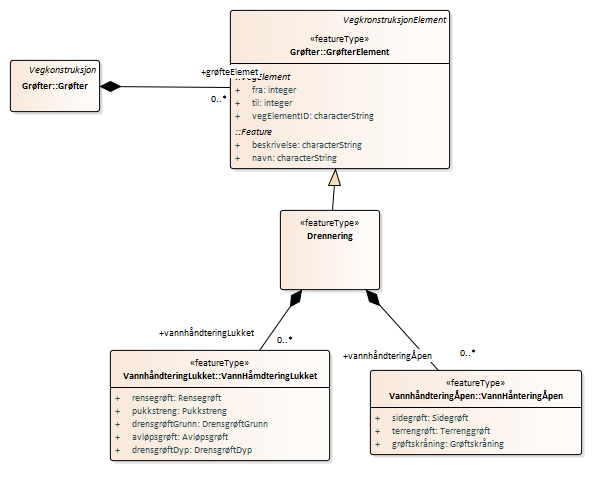 VegkronstruksjonElement
«featureType»
Grøfter::GrøfterElement
::VegElement
+ fra: integer
+ til: integer
+ vegElementID: characterString
::Feature
+ beskrivelse: characterString
+ navn: characterString
Vegkonstruksjon
Grøfter::Grøfter
+grøfteElemet
0..*
«featureType»
Drennering
+vannhåndteringLukket
0..*
+vannhåndteringÅpen
0..*
«featureType»
VannhåndteringLukket::VannHåmdteringLukket
+ rensegrøft: Rensegrøft
+ pukkstreng: Pukkstreng
+ drensgrøftGrunn: DrensgrøftGrunn
+ avløpsgrøft: Avløpsgrøft
+ drensgrøftDyp: DrensgrøftDyp
«featureType»
VannhåndteringÅpen::VannHånteringÅpen
+ sidegrøft: Sidegrøft
+ terrengrøft: Terrenggrøft
+ grøftskråning: Grøftskråning